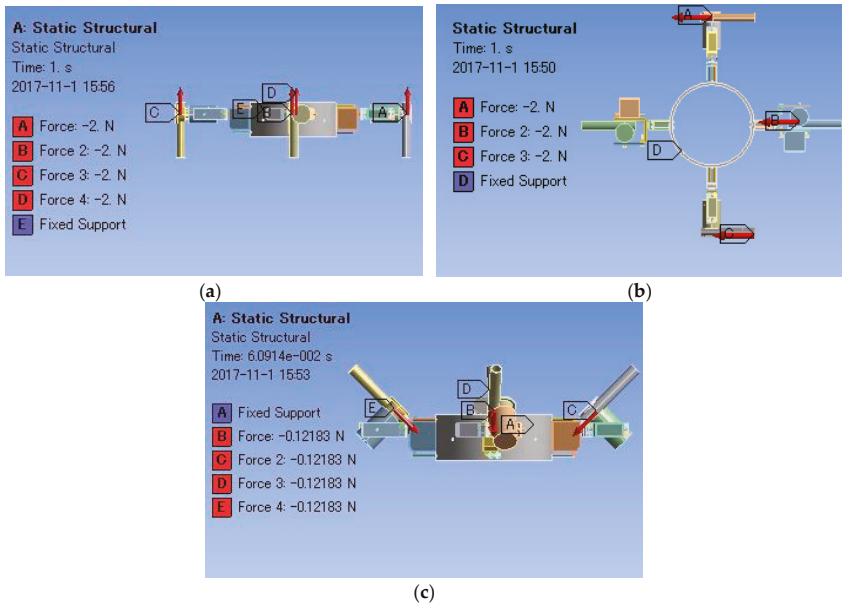 A: Static Structural
Static Structural
Time: 1. s
2017-11-1 15:56
A Force: -2. N
B Force 2: -2. N
C Force 3: -2. N
D Force 4: -2. N
E Fixed Support
C
E
D
B
A
(a)
Static Structural
Time: 1. s
2017-11-1 15:50
A Force: -2. N
B Force 2: -2. N
C Force 3: -2. N
D Fixed Support
A
B
D
C
(b)
A: Static Structural
Static Structural
Time: 6.0914e-002 s
2017-11-1 15:53
A Fixed Support
B Force: -0.12183 N
C Force 2: -0.12183 N
D Force 3: -0.12183 N
E Force 4: -0.12183 N
D
E
B
C
A
(c)